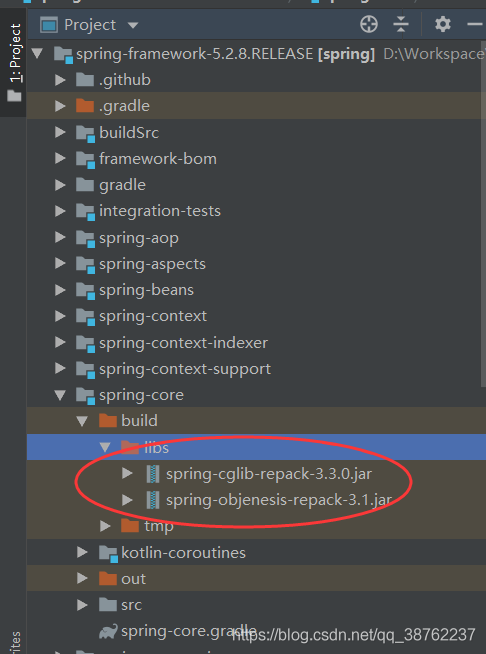 Project
1: Project
spring-framework-5.2.8.RELEASE [spring] D:\Workspace
.github
.gradle
buildSrc
framework-bom
gradle
integration-tests
spring-aop
spring-aspects
spring-beans
spring-context
spring-context-indexer
spring-context-support
spring-core
build
libs
spring-cglib-repack-3.3.0.jar
spring-objenesis-repack-3.1.jar
tmp
kotlin-coroutines
out
src
spring-core.gradle
https://blog.csdn.net/qq_38762237